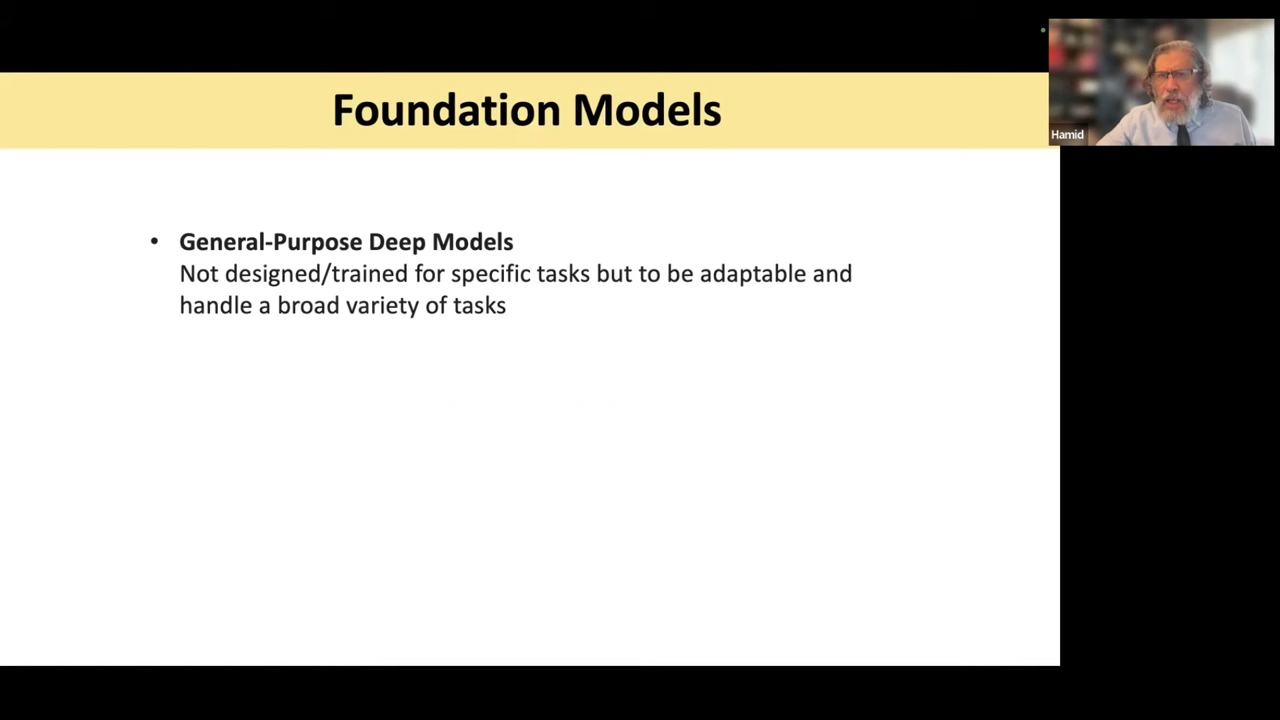 Foundation Models
Hamid
• General-Purpose Deep Models
Not designed/trained for specific tasks but to be adaptable and
handle a broad variety of tasks